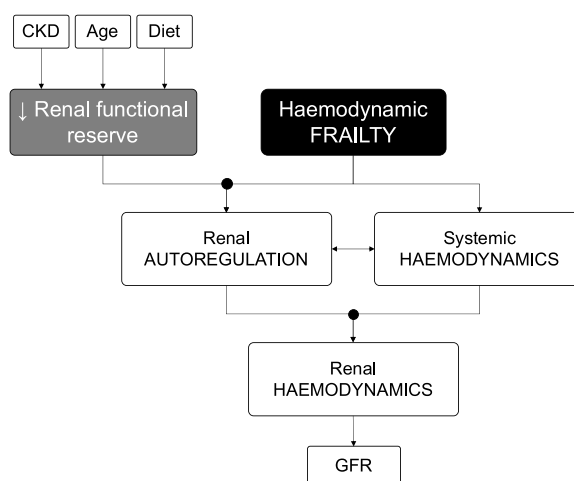 CKD
Age
Diet
↓ Renal functional
reserve
Haemodynamic
FRAILTY
Renal
AUTOREGULATION
Systemic
HAEMODYNAMICS
Renal
HAEMODYNAMICS
GFR